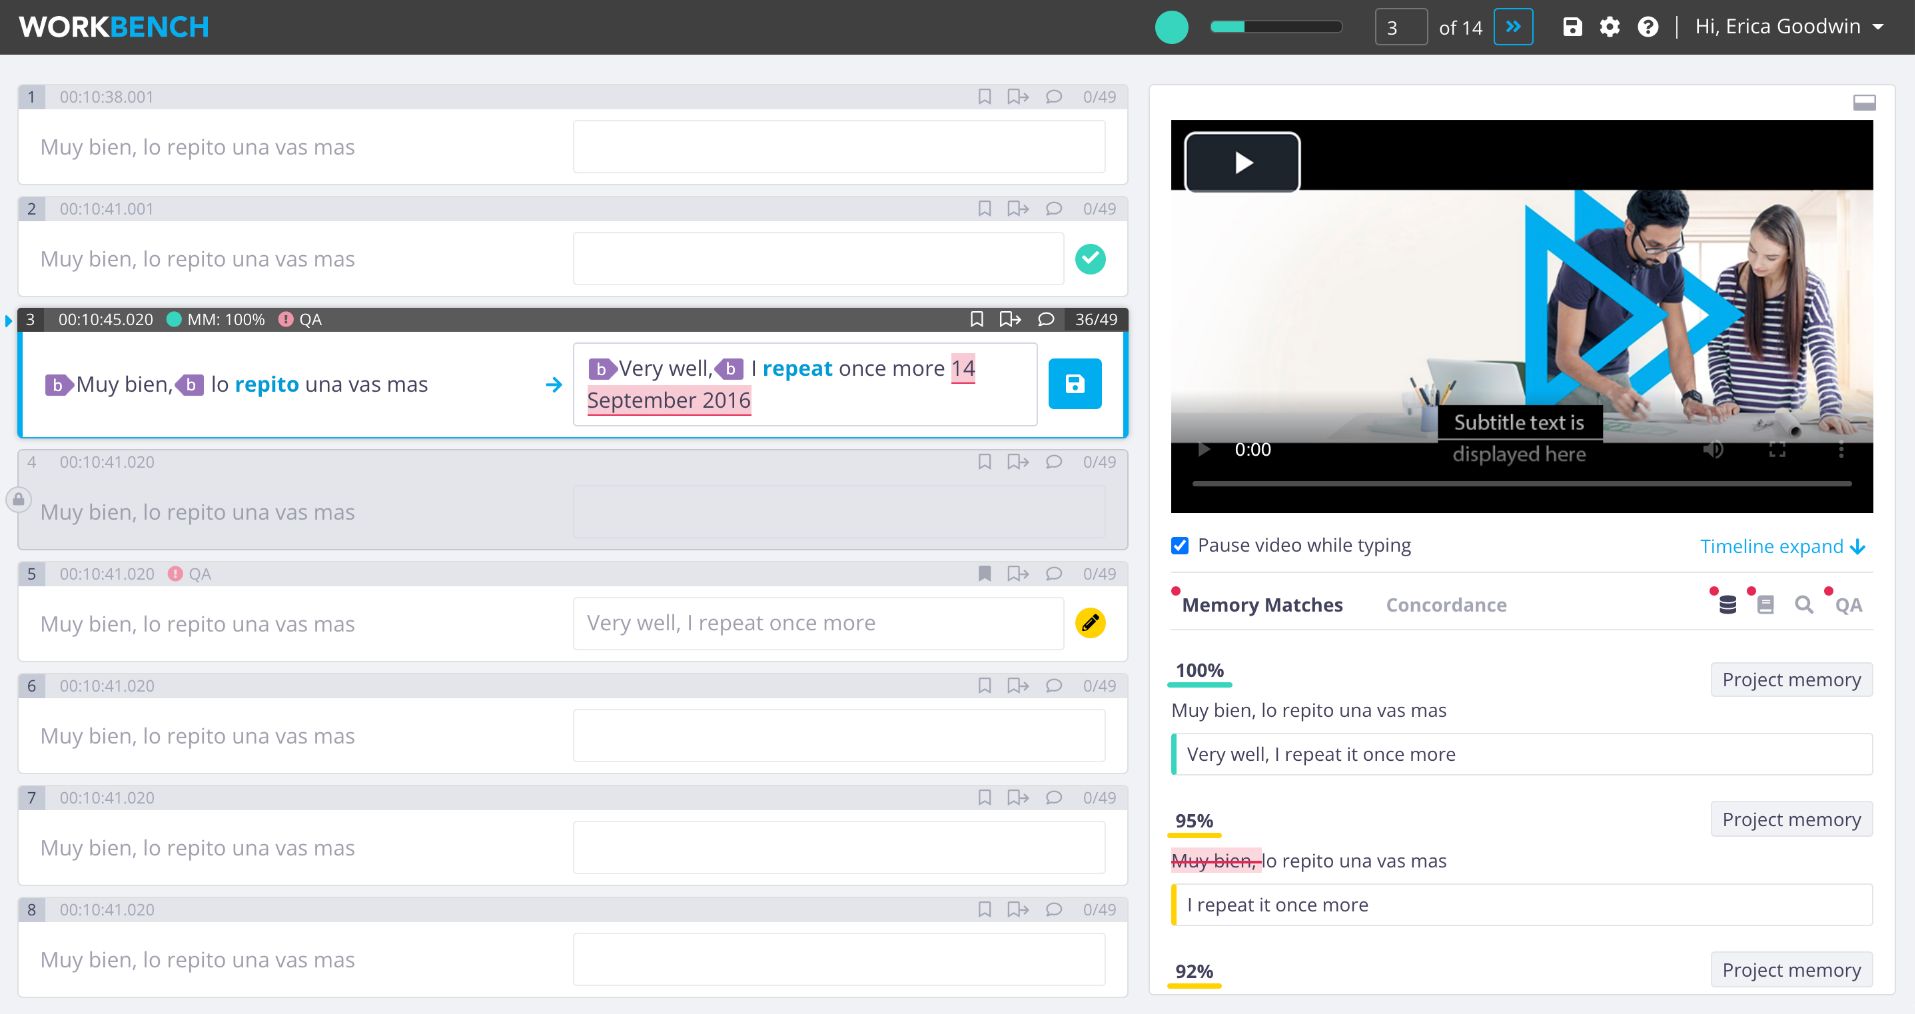 WORKBENCH
3 of 14
Hi, Erica Goodwin
1 00:10:38.001 0/49
Muy bien, lo repito una vas mas
2 00:10:41.001 0/49
Muy bien, lo repito una vas mas
3 00:10:45.020 MM: 100% QA 36/49
b Muy bien, b lo repito una vas mas
b Very well, b I repeat once more 14
September 2016
4 00:10:41.020 0/49
Muy bien, lo repito una vas mas
5 00:10:41.020 QA 0/49
Muy bien, lo repito una vas mas
Very well, I repeat once more
6 00:10:41.020 0/49
Muy bien, lo repito una vas mas
7 00:10:41.020 0/49
Muy bien, lo repito una vas mas
8 00:10:41.020 0/49
Muy bien, lo repito una vas mas
Subtitle text is
displayed here
0:00
Pause video while typing
Timeline expand
Memory Matches Concordance QA
100% Project memory
Muy bien, lo repito una vas mas
Very well, I repeat it once more
95% Project memory
Muy bien, lo repito una vas mas
I repeat it once more
92% Project memory